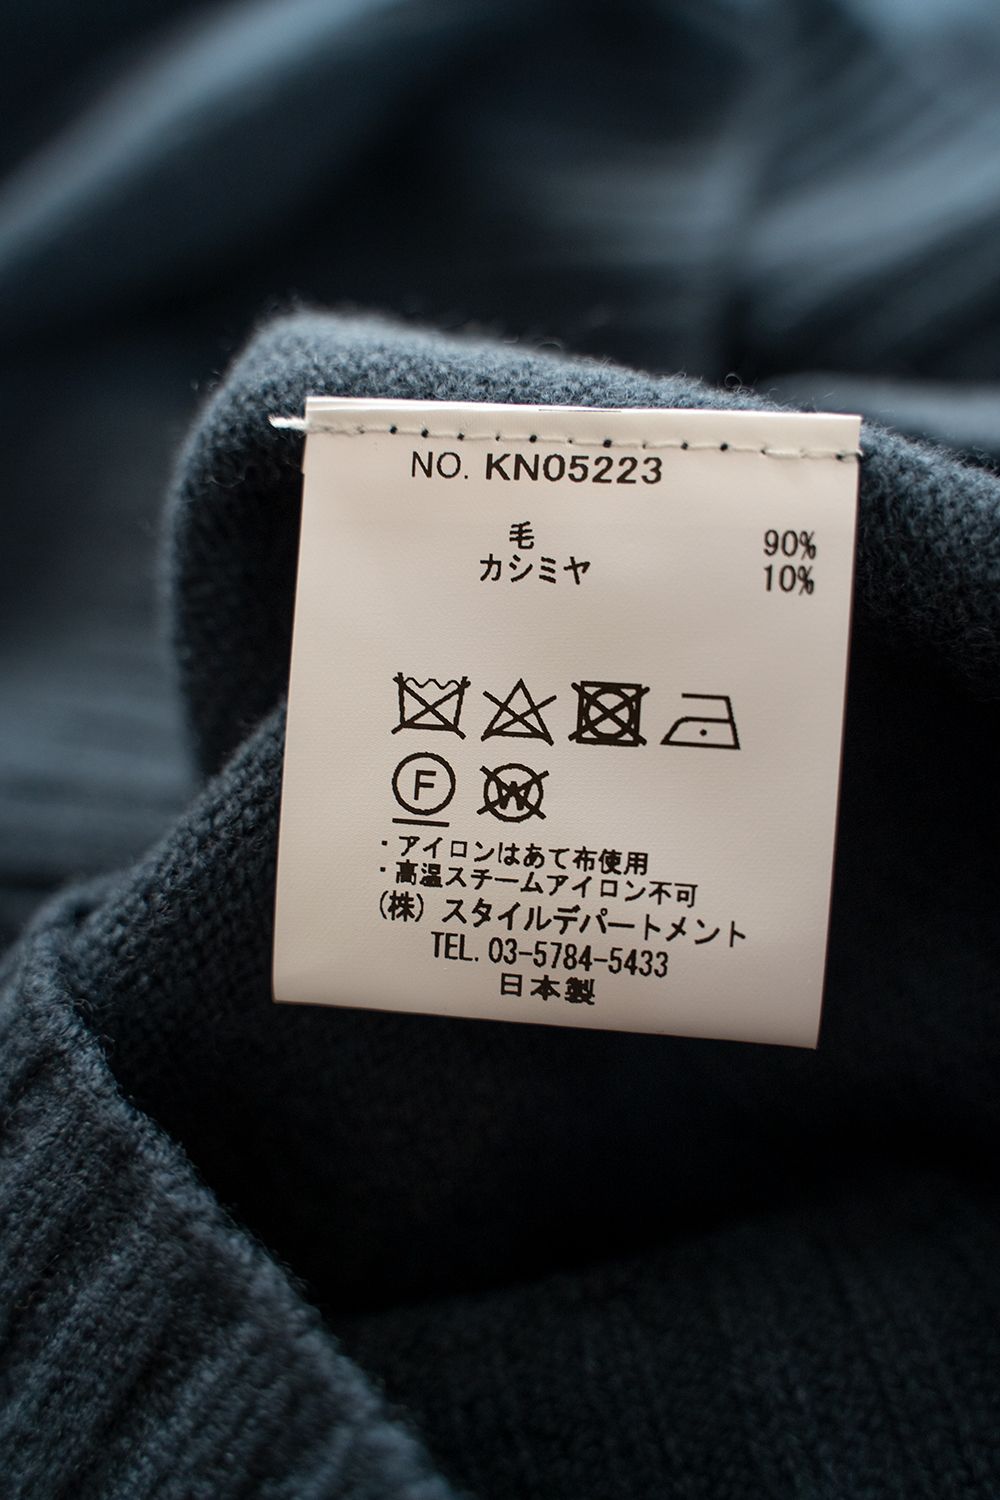 NO. KN05223
毛 90%
カシミヤ 10%
F W
・アイロンはあて布使用
・高温スチームアイロン不可
(株) スタイルデパートメント
TEL. 03-5784-5433
日本製